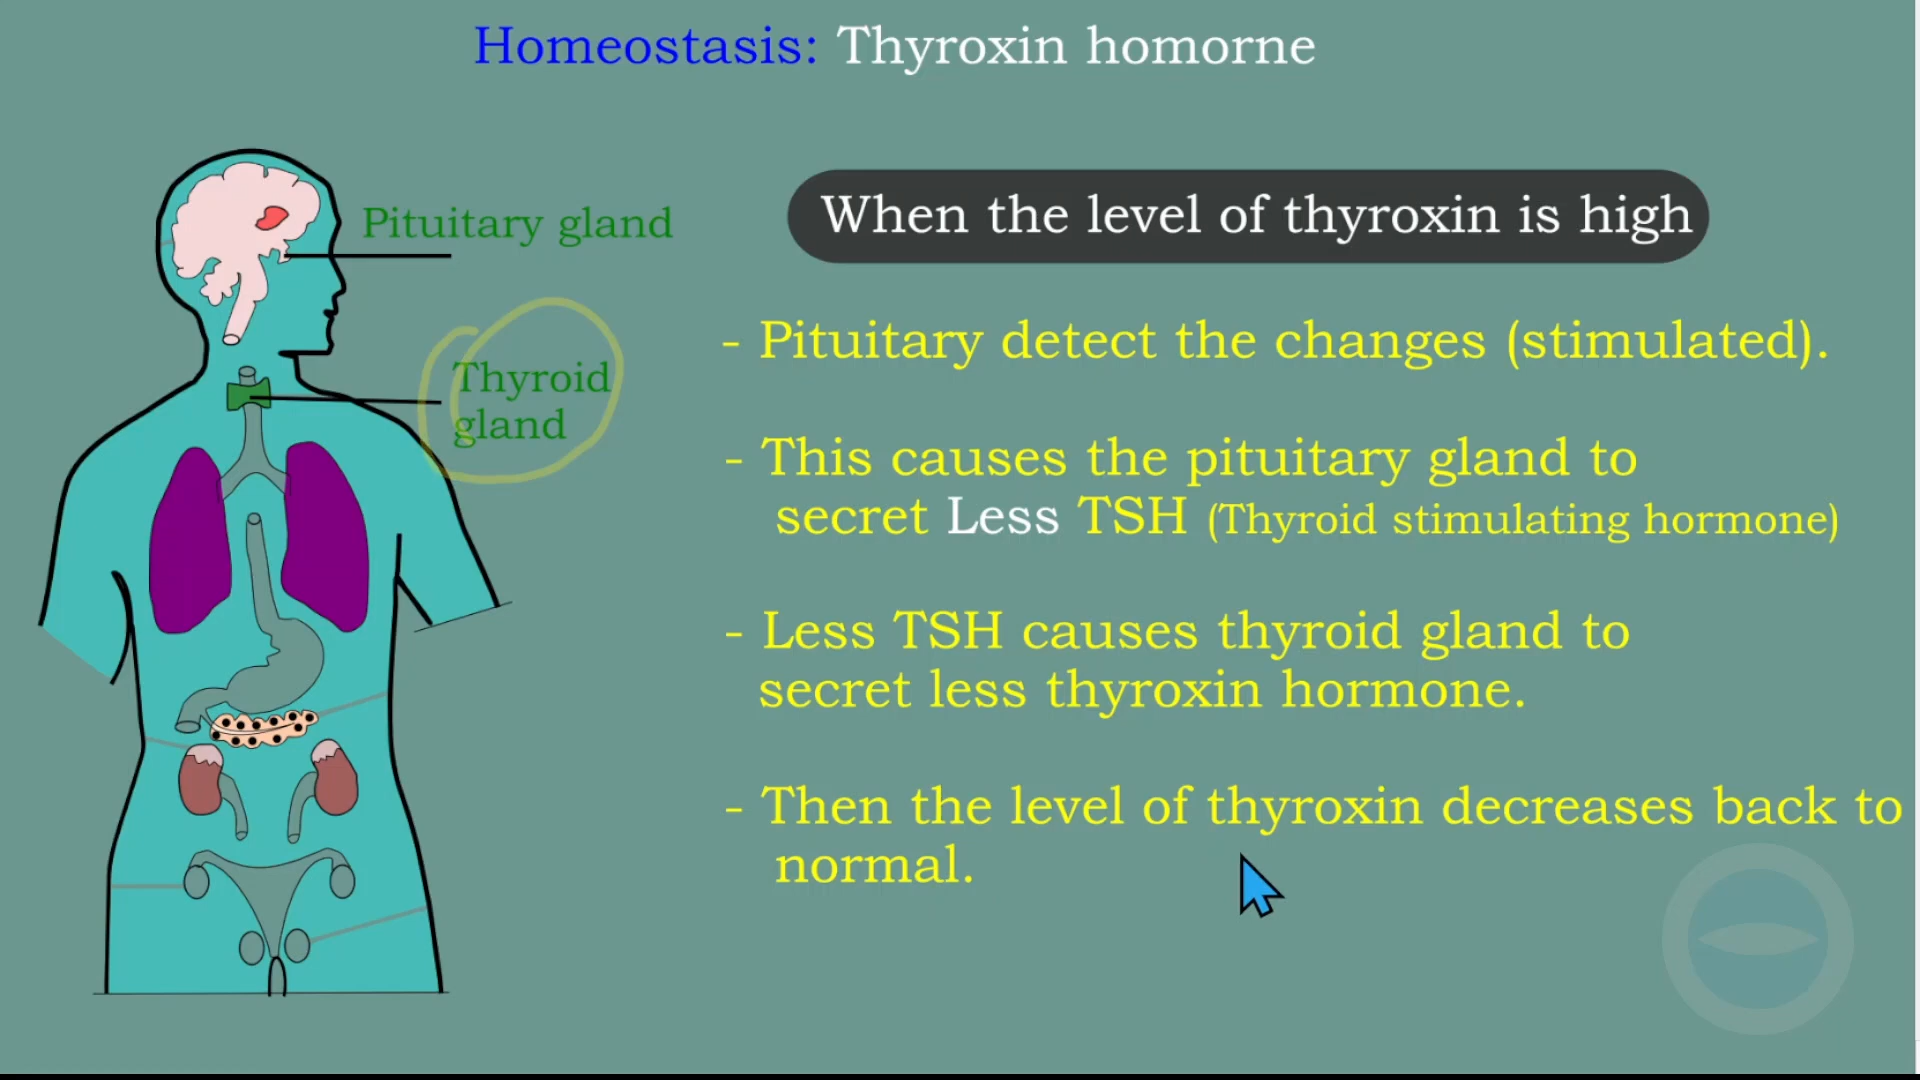 Homeostasis: Thyroxin homorne
Pituitary gland
Thyroid
gland
When the level of thyroxin is high
- Pituitary detect the changes (stimulated).
- This causes the pituitary gland to
secret Less TSH (Thyroid stimulating hormone)
- Less TSH causes thyroid gland to
secret less thyroxin hormone.
- Then the level of thyroxin decreases back to
normal.